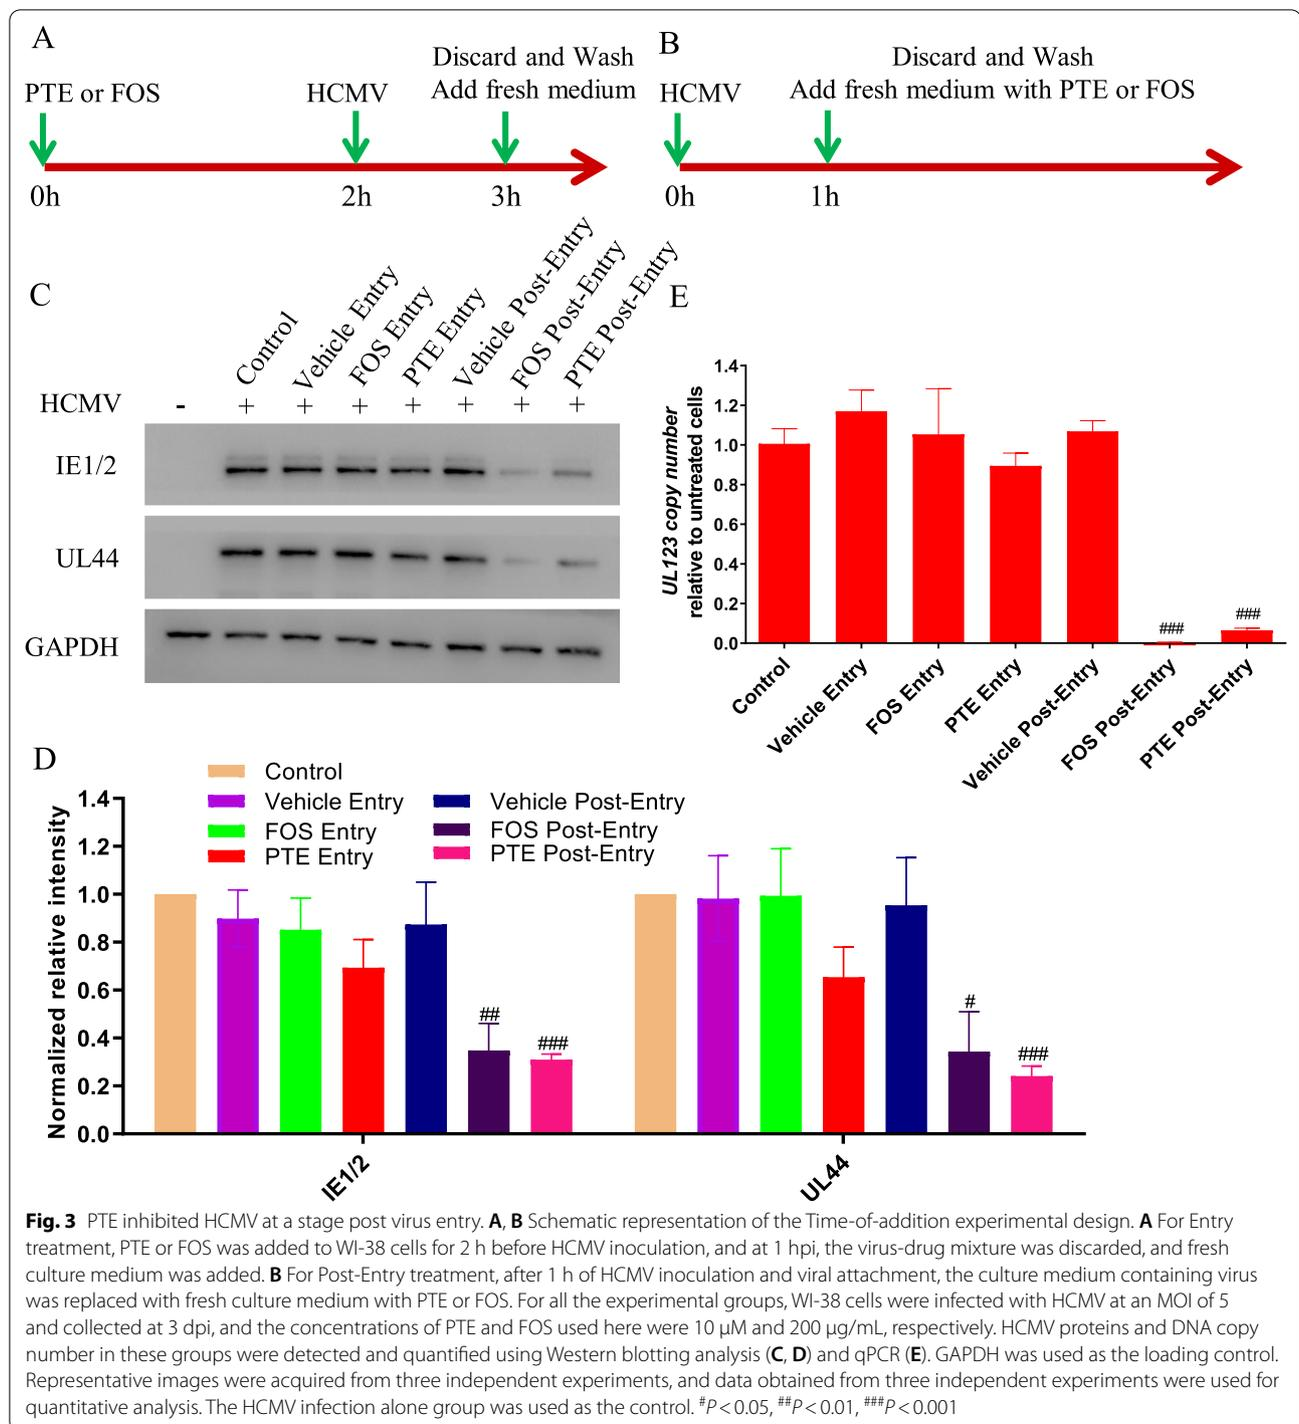 A
Discard and Wash
PTE or FOS
HCMV
Add fresh medium
0h
2h
3h
B
Discard and Wash
HCMV
Add fresh medium with PTE or FOS
0h
1h
C
Control
Vehicle Entry
FOS Entry
PTE Entry
Vehicle Post-Entry
FOS Post-Entry
PTE Post-Entry
HCMV - + + + + + + +
IE1/2
UL44
GAPDH
E
UL123 copy number
relative to untreated cells
1.4
1.2
1.0
0.8
0.6
0.4
0.2
0.0
### ###
Control
Vehicle Entry
FOS Entry
PTE Entry
Vehicle Post-Entry
FOS Post-Entry
PTE Post-Entry
D
Control
Vehicle Entry
FOS Entry
PTE Entry
Vehicle Post-Entry
FOS Post-Entry
PTE Post-Entry
Normalized relative intensity
1.4
1.2
1.0
0.8
0.6
0.4
0.2
0.0
## ### # ###
IE1/2
UL44
Fig. 3 PTE inhibited HCMV at a stage post virus entry. A, B Schematic representation of the Time-of-addition experimental design. A For Entry
treatment, PTE or FOS was added to WI-38 cells for 2 h before HCMV inoculation, and at 1 hpi, the virus-drug mixture was discarded, and fresh
culture medium was added. B For Post-Entry treatment, after 1 h of HCMV inoculation and viral attachment, the culture medium containing virus
was replaced with fresh culture medium with PTE or FOS. For all the experimental groups, WI-38 cells were infected with HCMV at an MOI of 5
and collected at 3 dpi, and the concentrations of PTE and FOS used here were 10 μM and 200 μg/mL, respectively. HCMV proteins and DNA copy
number in these groups were detected and quantified using Western blotting analysis (C, D) and qPCR (E). GAPDH was used as the loading control.
Representative images were acquired from three independent experiments, and data obtained from three independent experiments were used for
quantitative analysis. The HCMV infection alone group was used as the control. #P < 0.05, ##P < 0.01, ###P < 0.001